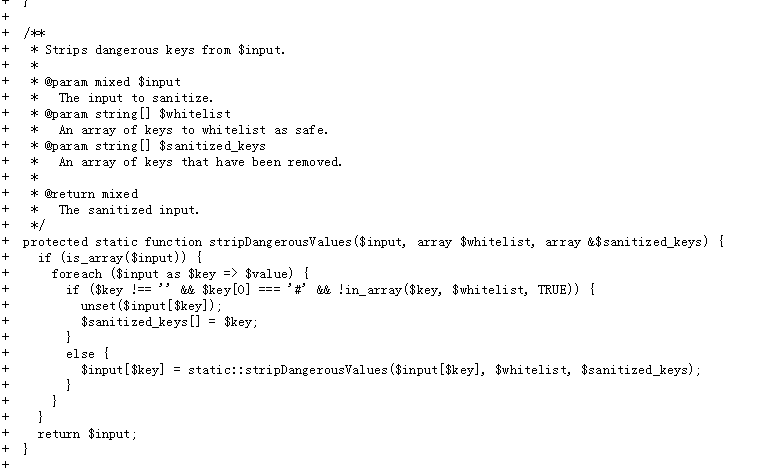 + }
+
+  /**
+   * Strips dangerous keys from $input.
+   *
+   * @param mixed $input
+   *   The input to sanitize.
+   * @param string[] $whitelist
+   *   An array of keys to whitelist as safe.
+   * @param string[] $sanitized_keys
+   *   An array of keys that have been removed.
+   *
+   * @return mixed
+   *   The sanitized input.
+   */
+  protected static function stripDangerousValues($input, array $whitelist, array &$sanitized_keys) {
+    if (is_array($input)) {
+      foreach ($input as $key => $value) {
+        if ($key !== '' && $key[0] === '#' && !in_array($key, $whitelist, TRUE)) {
+          unset($input[$key]);
+          $sanitized_keys[] = $key;
+        }
+        else {
+          $input[$key] = static::stripDangerousValues($input[$key], $whitelist, $sanitized_keys);
+        }
+      }
+    }
+    return $input;
+  }
+